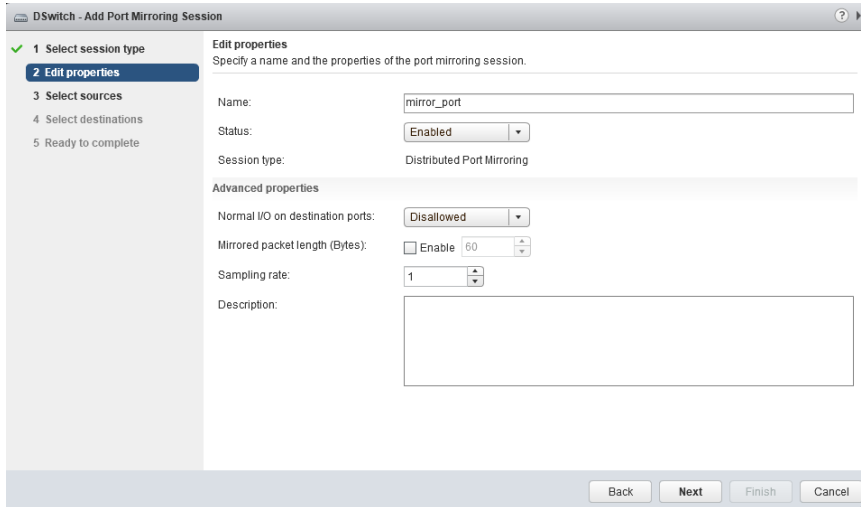 DSwitch - Add Port Mirroring Session
?
1 Select session type
2 Edit properties
3 Select sources
4 Select destinations
5 Ready to complete
Edit properties
Specify a name and the properties of the port mirroring session.
Name: mirror_port
Status: Enabled
Session type: Distributed Port Mirroring
Advanced properties
Normal I/O on destination ports: Disallowed
Mirrored packet length (Bytes): Enable 60
Sampling rate: 1
Description:
Back Next Finish Cancel